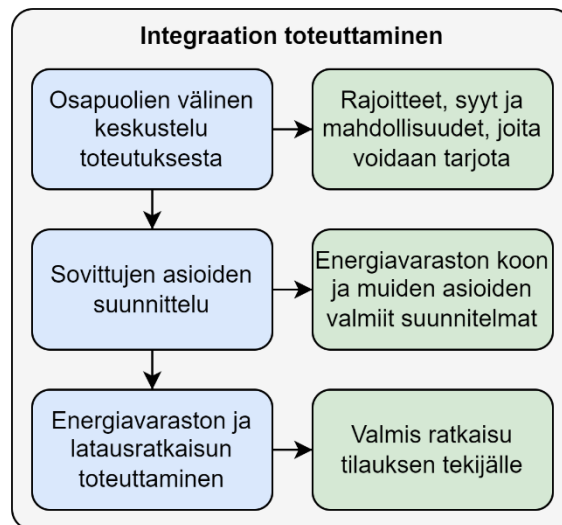 Integraation toteuttaminen
Osapuolien välinen
keskustelu
toteutuksesta
Rajoitteet, syyt ja
mahdollisuudet, joita
voidaan tarjota
Sovittujen asioiden
suunnittelu
Energiavaraston koon
ja muiden asioiden
valmiit suunnitelmat
Energiavaraston ja
latausratkaisun
toteuttaminen
Valmis ratkaisu
tilauksen tekijälle